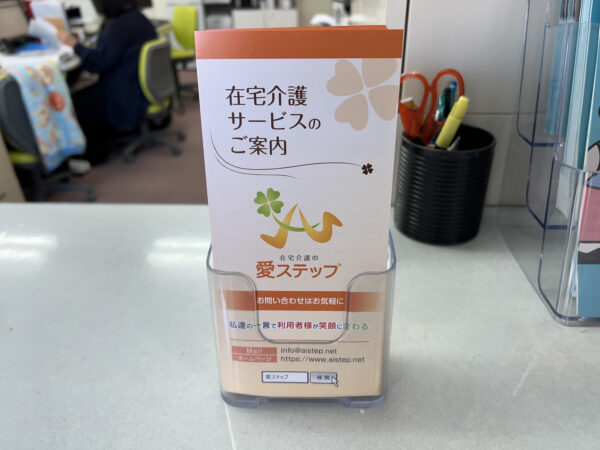 在宅介護
サービスの
ご案内
在宅介護の
愛ステップ
お問い合わせはお気軽に
私達の一言で利用者様が笑顔に変わる
Mail info@aistep.net
ホームページ https://www.aistep.net
愛ステップ 検索